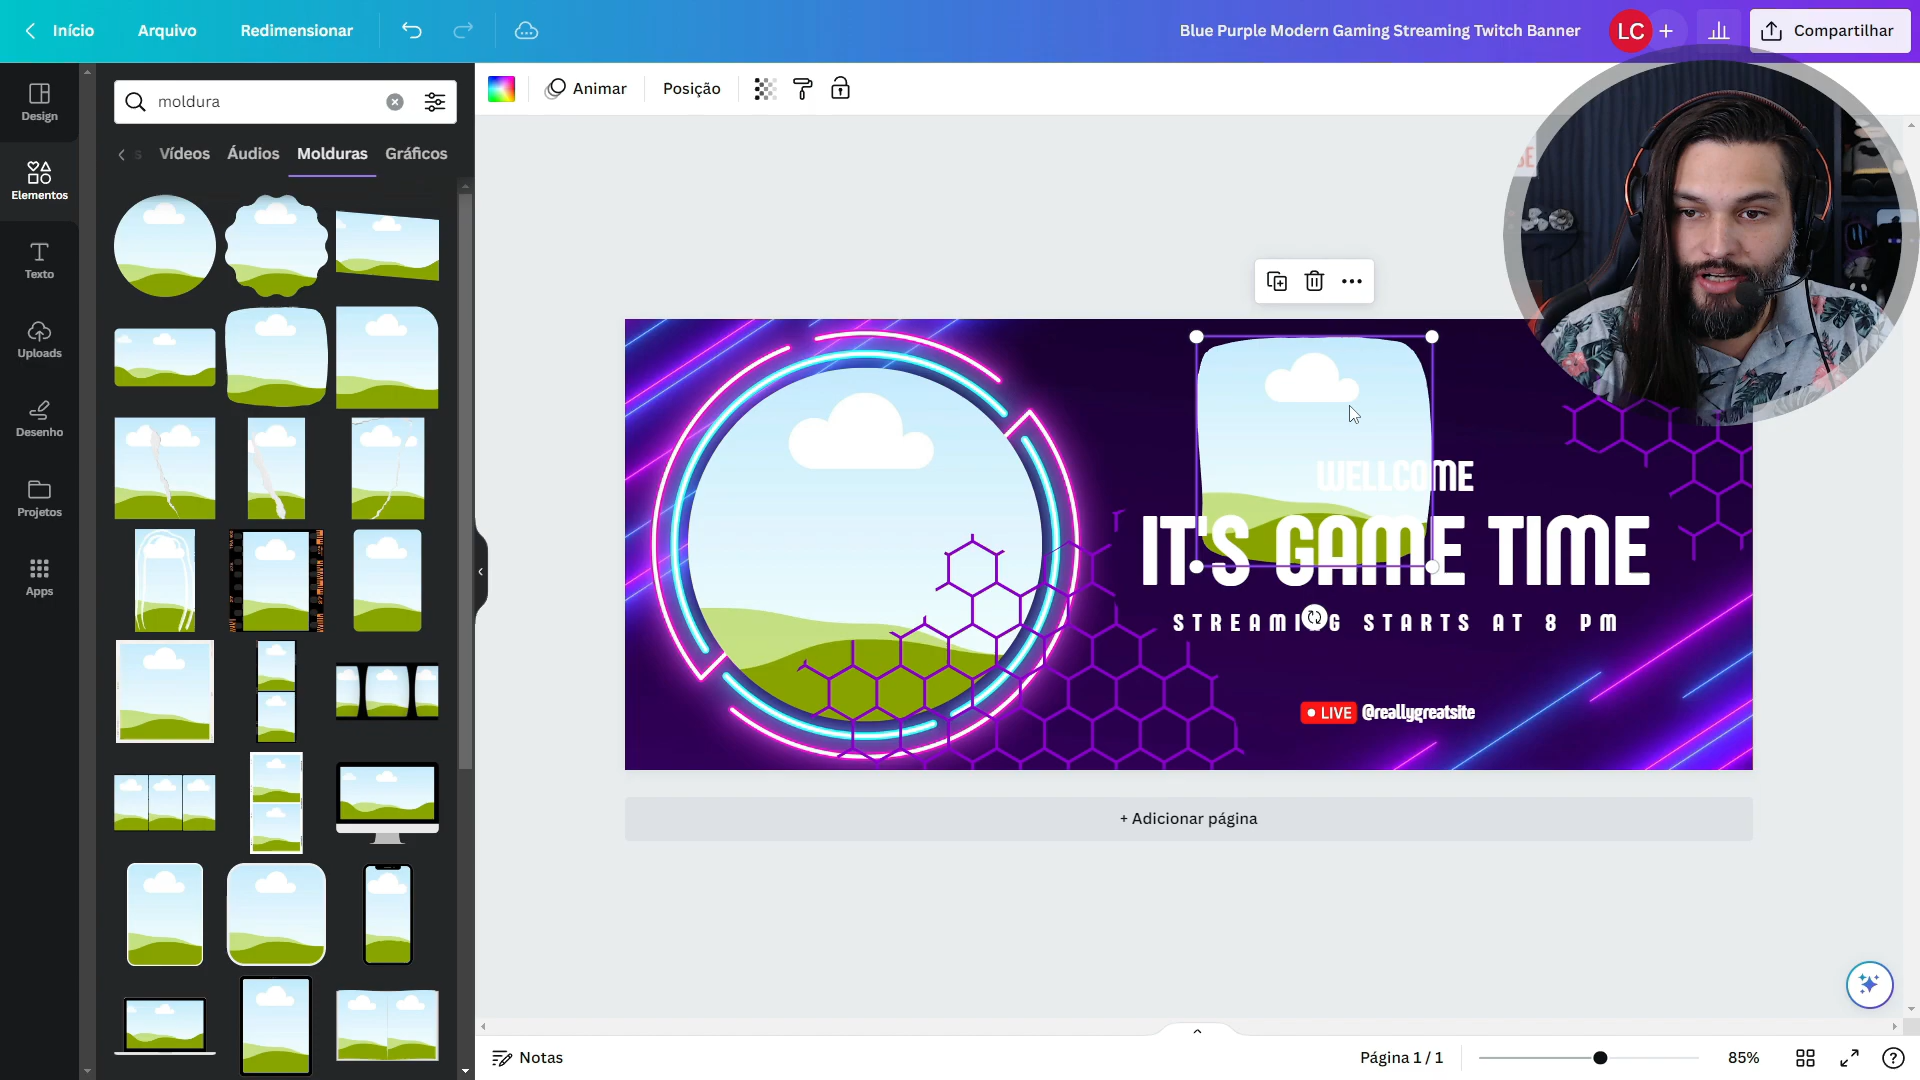 Início
Arquivo
Redimensionar
Blue Purple Modern Gaming Streaming Twitch Banner
LC
Compartilhar
Design
Elementos
Texto
Uploads
Desenho
Projetos
Apps
moldura
s Vídeos Áudios Molduras Gráficos
Animar
Posição
WELLCOME
IT'S GAME TIME
STREAMING STARTS AT 8 PM
LIVE @reallygreatsite
+ Adicionar página
Notas
Página 1 / 1
85%